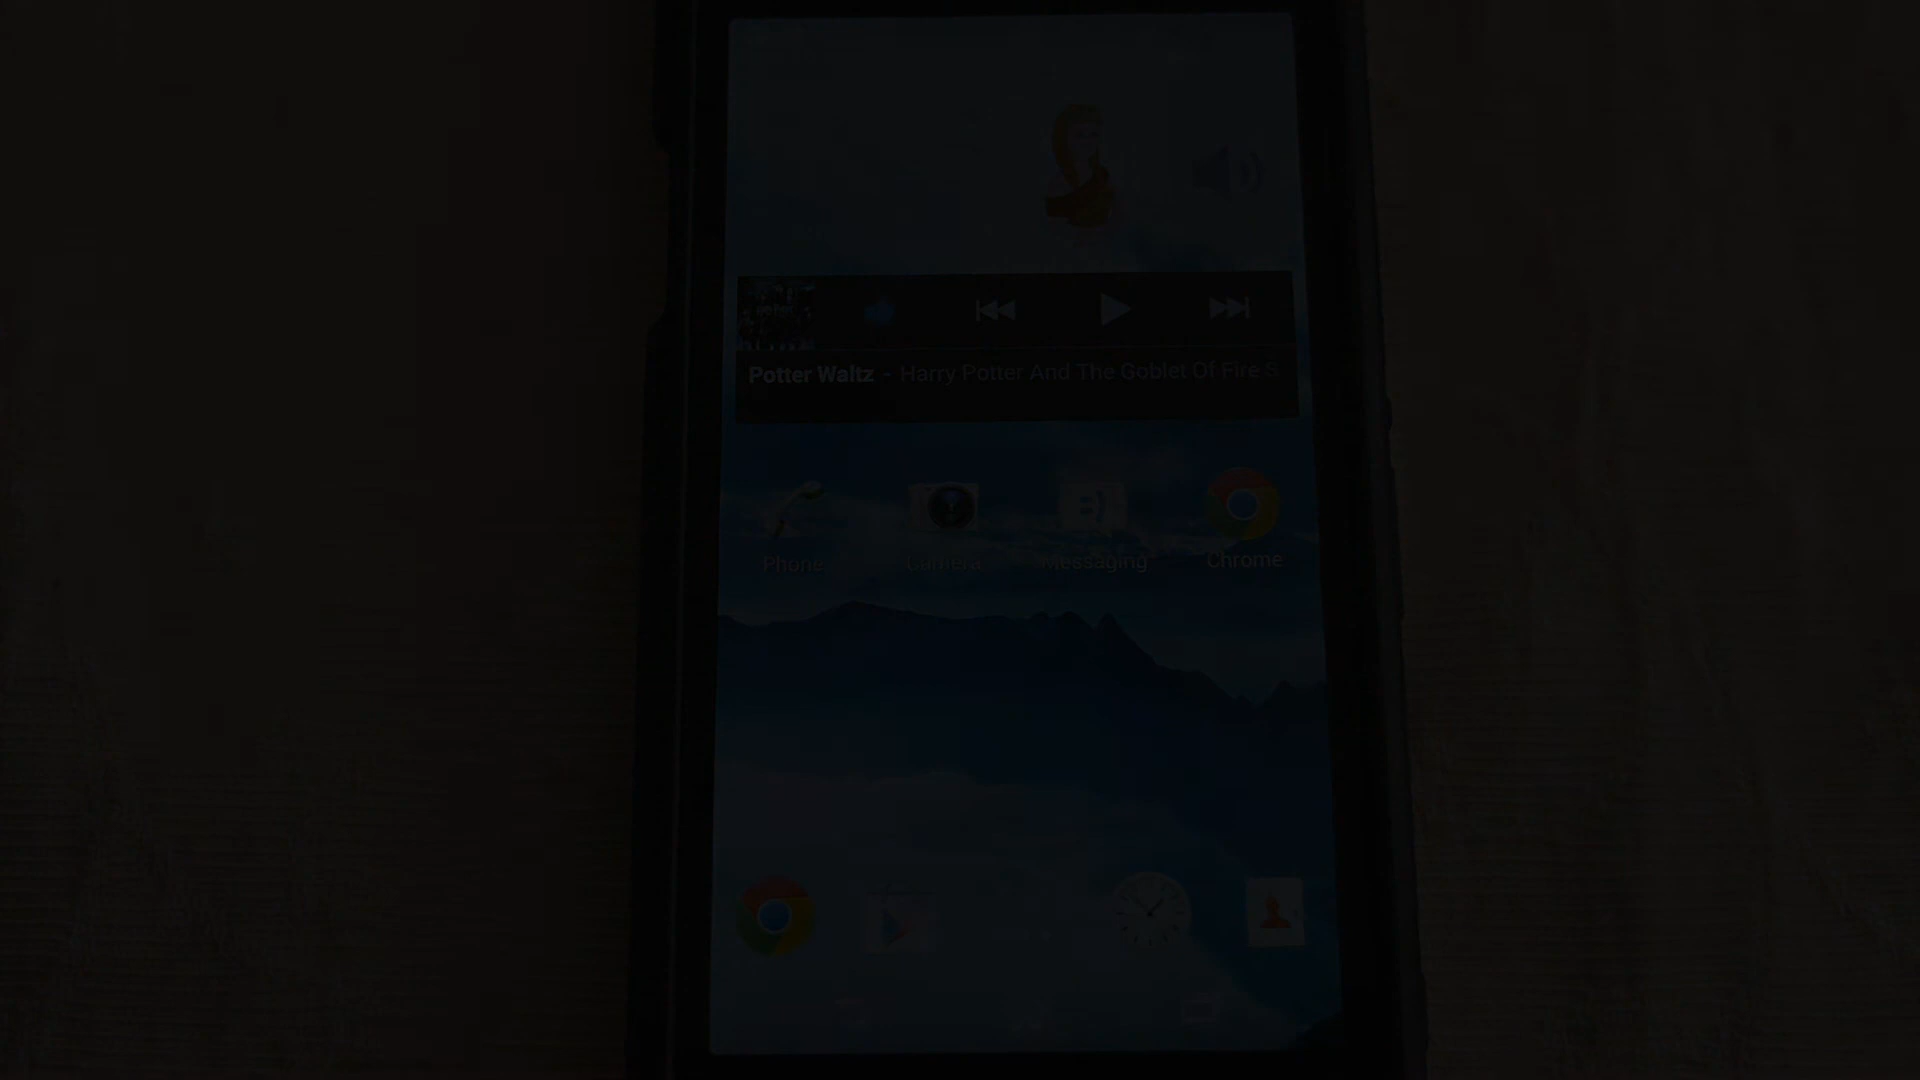 Potter Waltz - Harry Potter And The Goblet Of Fire S
Phone Camera Messaging Chrome